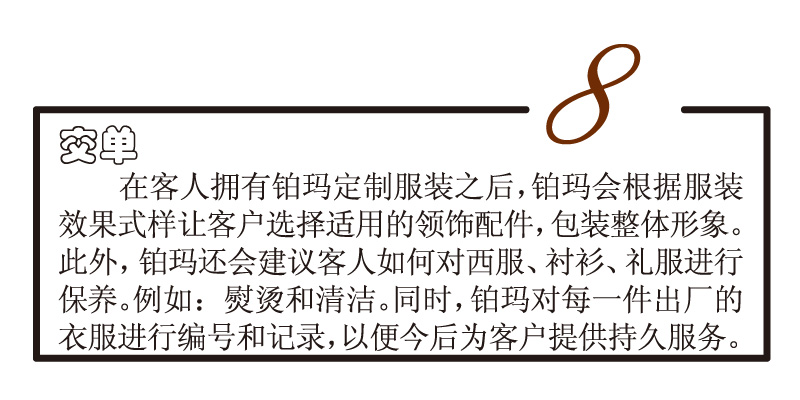 8
交单
在客人拥有铂玛定制服装之后，铂玛会根据服装
效果式样让客户选择适用的领饰配件，包装整体形象。
此外，铂玛还会建议客人如何对西服、衬衫、礼服进行
保养。例如：熨烫和清洁。同时，铂玛对每一件出厂的
衣服进行编号和记录，以便今后为客户提供持久服务。